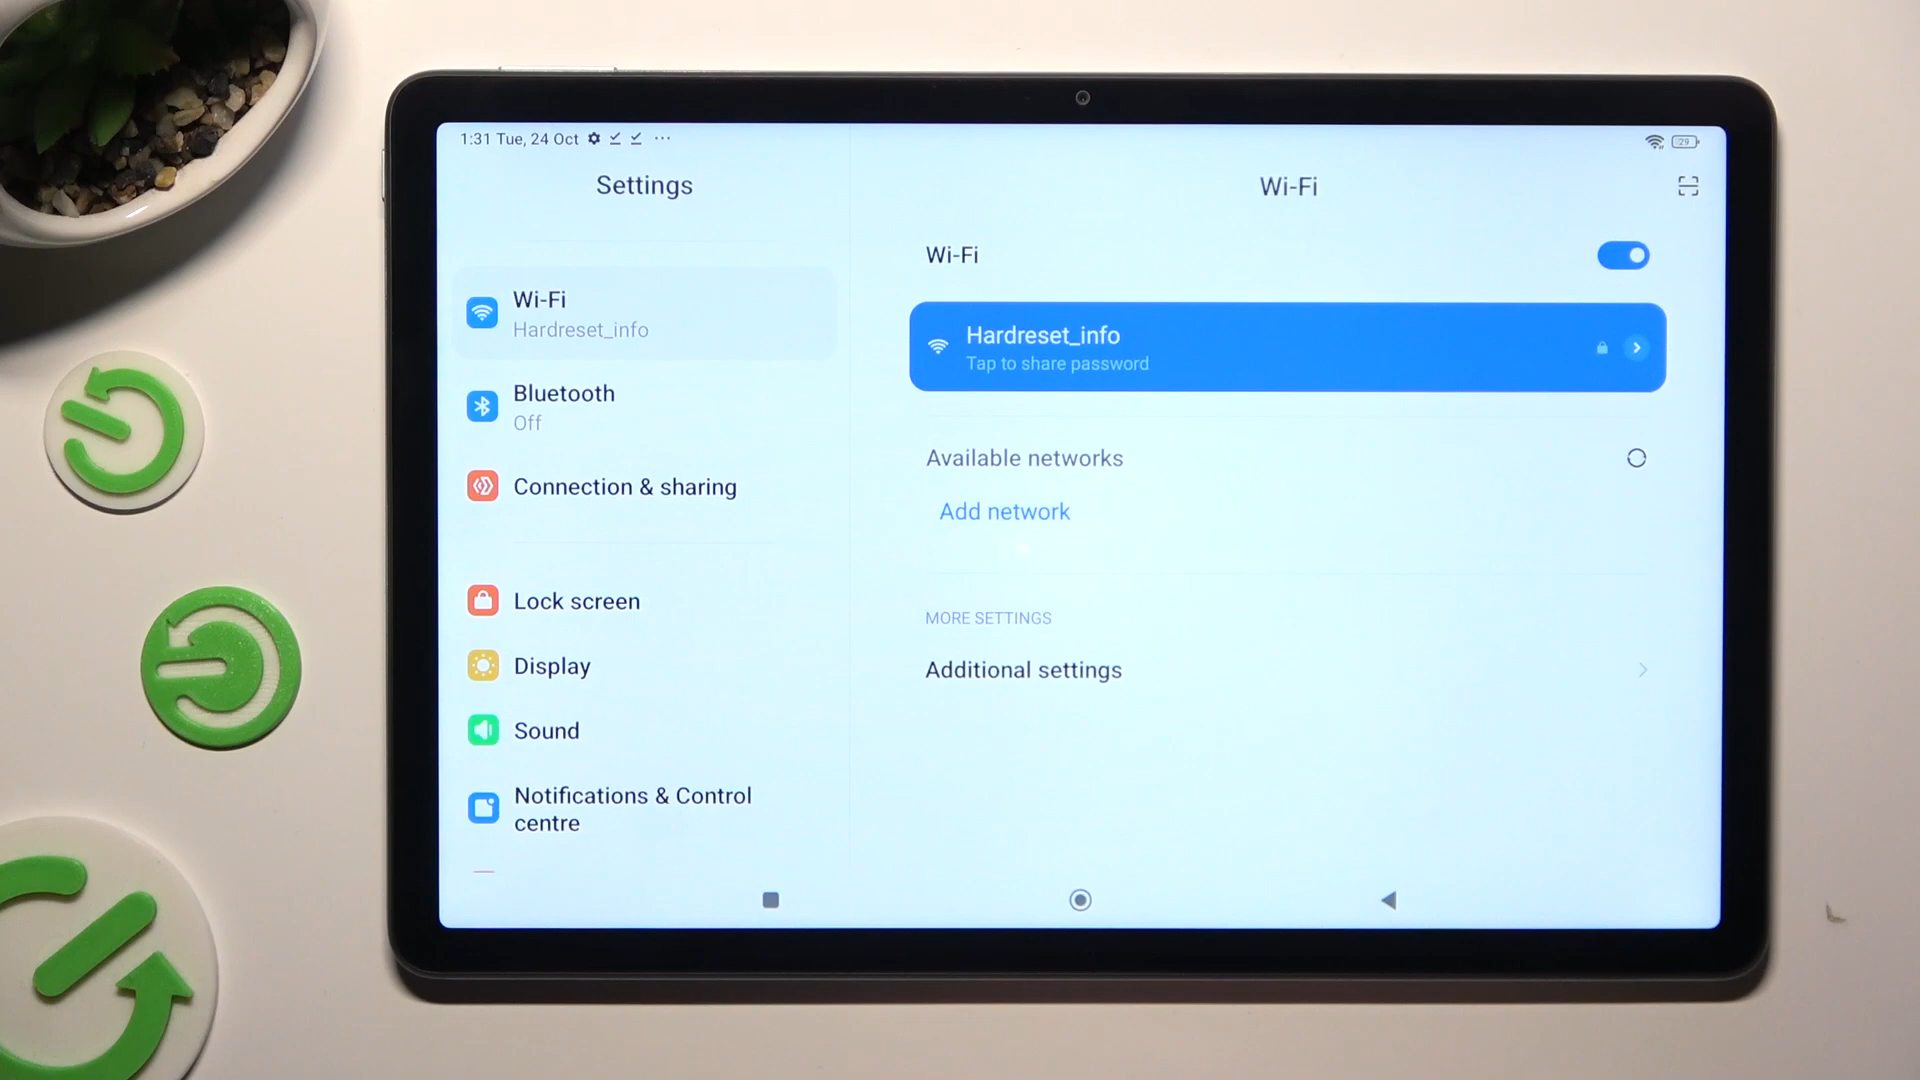 1:31 Tue, 24 Oct
29
Settings
Wi-Fi
Hardreset_info
Bluetooth
Off
Connection & sharing
Lock screen
Display
Sound
Notifications & Control
centre
Wi-Fi
Wi-Fi
Hardreset_info
Tap to share password
Available networks
Add network
MORE SETTINGS
Additional settings